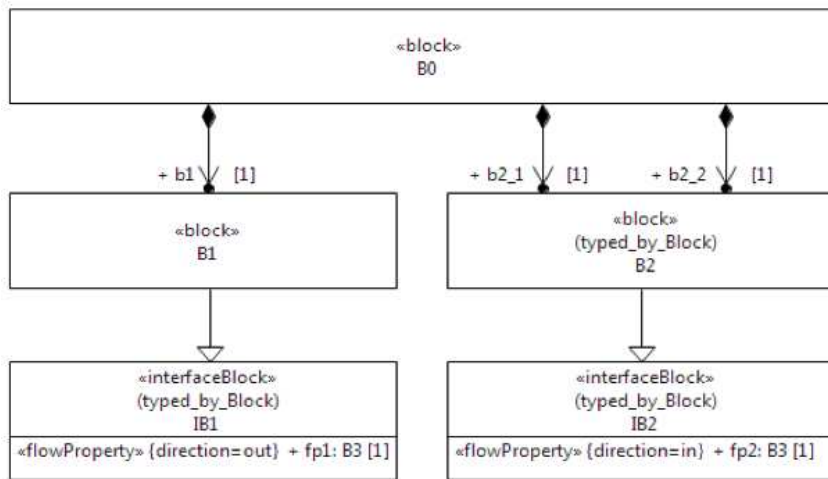 «block»
B0
+ b1 [1]
+ b2_1 [1]
+ b2_2 [1]
«block»
B1
«block»
(typed_by_Block)
B2
«interfaceBlock»
(typed_by_Block)
IB1
«flowProperty» {direction=out} + fp1: B3 [1]
«interfaceBlock»
(typed_by_Block)
IB2
«flowProperty» {direction=in} + fp2: B3 [1]